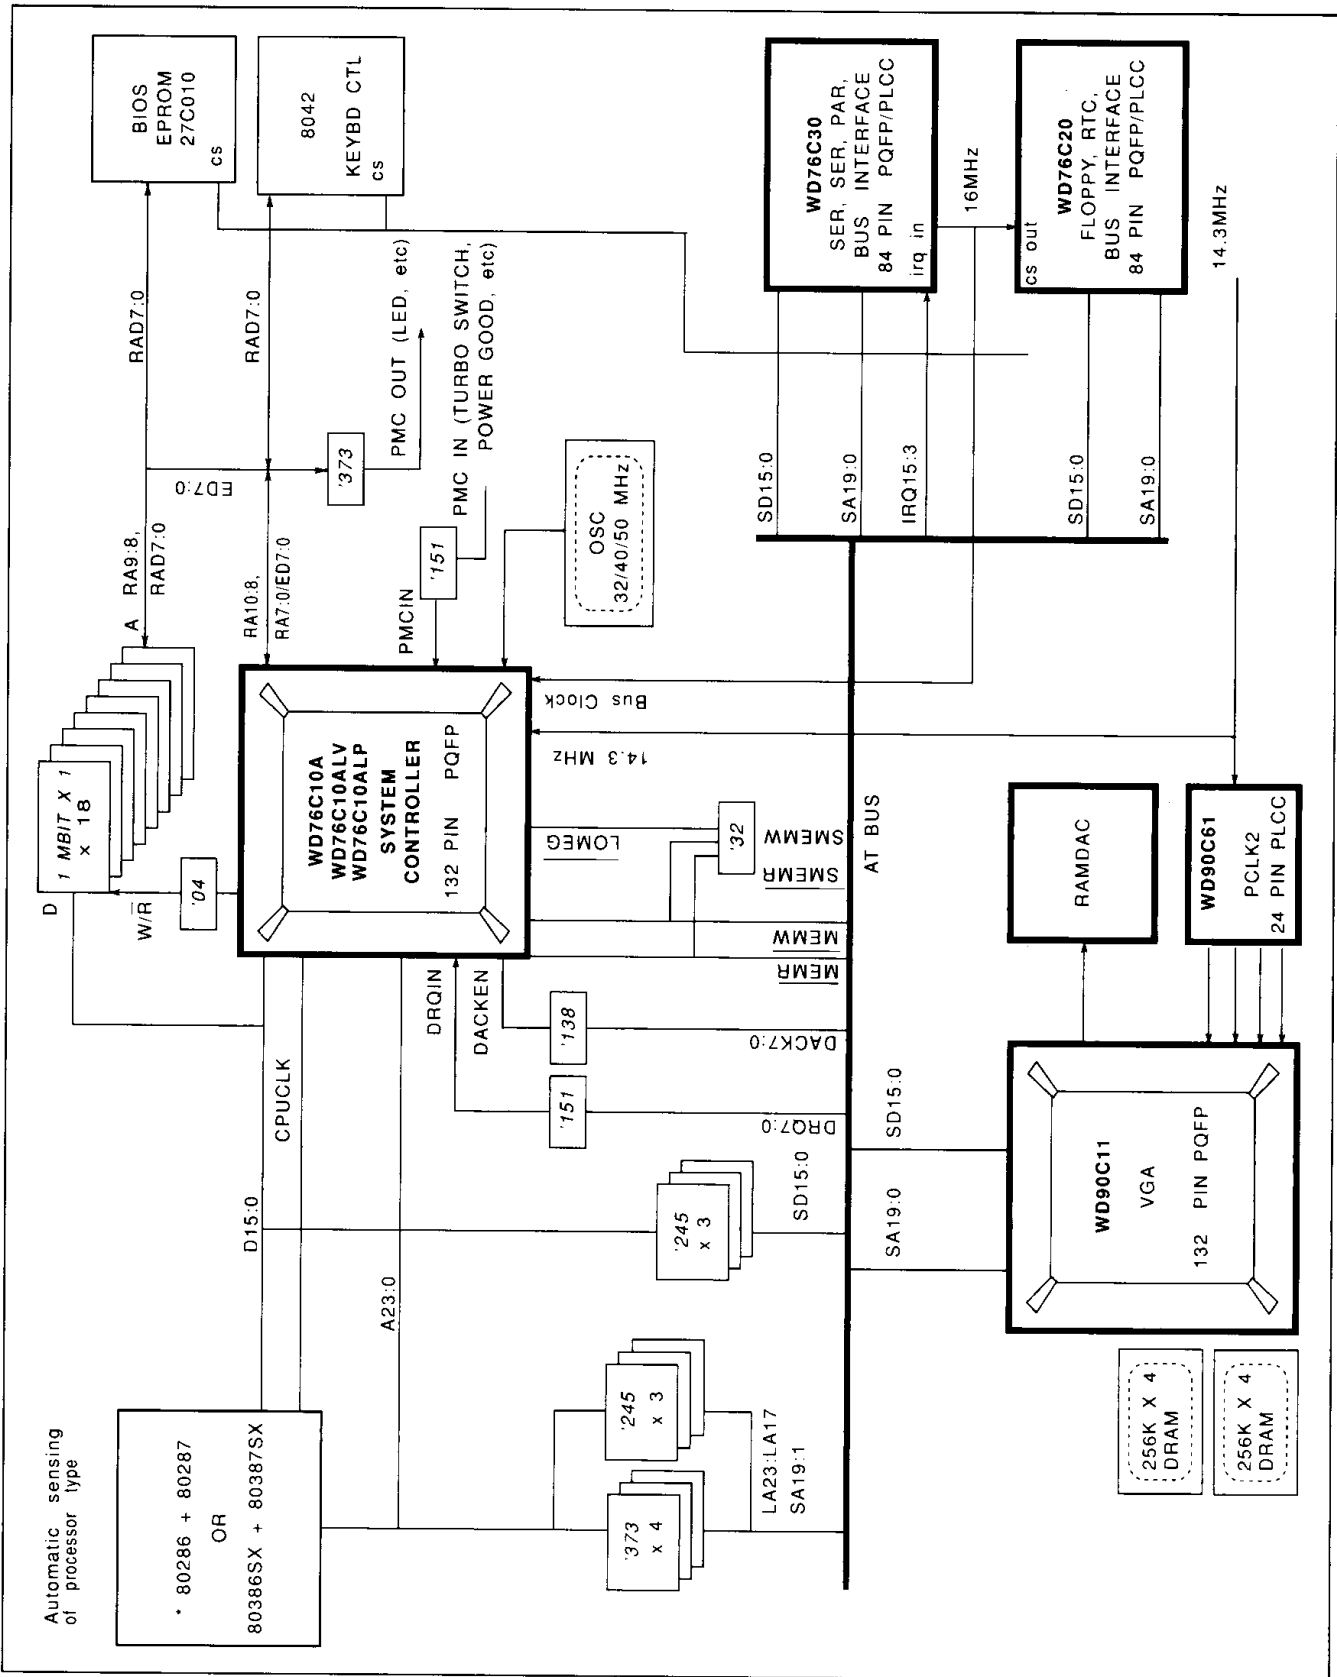 Automatic sensing
of processor type
* 80286 + 80287
OR
80386SX + 80387SX
D15:0
CPUCLK
A23:0
'373
x 4
'245
x 3
LA23:LA17
SA19:1
'245
x 3
SD15:0
D
1 MBIT X 1
x 18
A
W/R
'04
RA9:8,
RAD7:0
RAD7:0
BIOS
EPROM
27C010
cs
8042
KEYBD CTL
cs
RAD7:0
ED7:0
RA10:8,
RA7:0/ED7:0
'373
PMC OUT (LED, etc)
PMC IN (TURBO SWITCH,
POWER GOOD, etc)
'151
PMCIN
OSC
32/40/50 MHz
WD76C10A
WD76C10ALV
WD76C10ALP
SYSTEM
CONTROLLER
132 PIN PQFP
DRQIN
DACKEN
'151
'138
DRQ7:0
DACK7:0
MEMR
MEMW
SMEMR
SMEMW
LOMEG
'32
14.3 MHz
Bus Clock
AT BUS
SD15:0
SA19:0
IRQ15:3
SD15:0
SA19:0
WD76C30
SER, SER, PAR,
BUS INTERFACE
84 PIN PQFP/PLCC
irq in
16MHz
cs out
WD76C20
FLOPPY, RTC,
BUS INTERFACE
84 PIN PQFP/PLCC
14.3MHz
SA19:0
SD15:0
WD90C11
VGA
132 PIN PQFP
RAMDAC
WD90C61
PCLK2
24 PIN PLCC
256K X 4
DRAM
256K X 4
DRAM